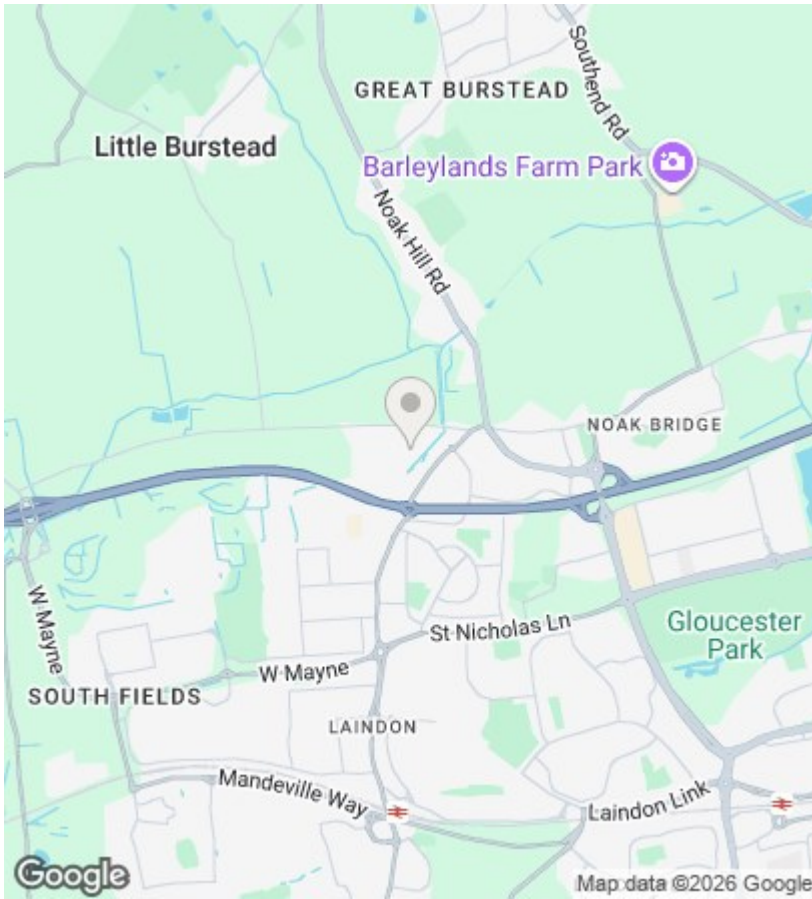 Southend Rd
GREAT BURSTEAD
Little Burstead
Barleylands Farm Park
Noak Hill Rd
NOAK BRIDGE
W Mayne
St Nicholas Ln
Gloucester
Park
W Mayne
SOUTH FIELDS
LAINDON
Mandeville Way
Laindon Link
Google
Map data ©2026 Google